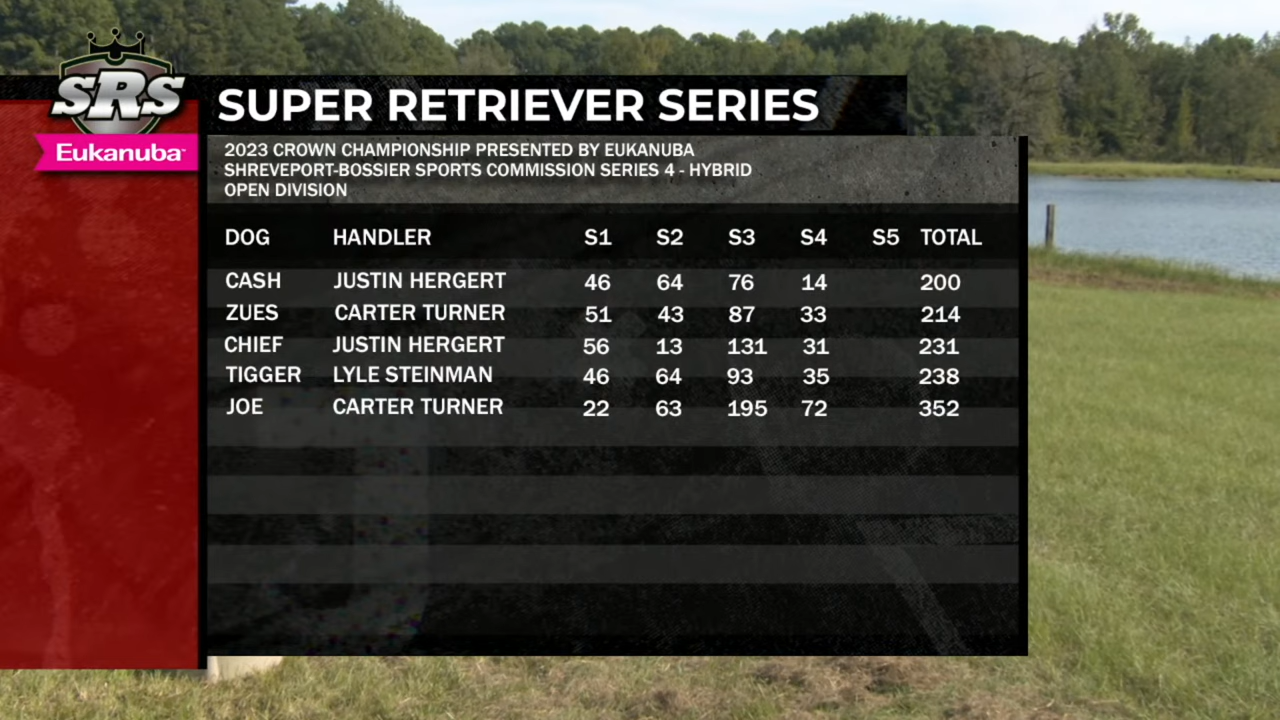 SRS
Eukanuba
SUPER RETRIEVER SERIES
2023 CROWN CHAMPIONSHIP PRESENTED BY EUKANUBA
SHREVEPORT-BOSSIER SPORTS COMMISSION SERIES 4 - HYBRID
OPEN DIVISION
DOG HANDLER S1 S2 S3 S4 S5 TOTAL
CASH JUSTIN HERGERT 46 64 76 14 200
ZUES CARTER TURNER 51 43 87 33 214
CHIEF JUSTIN HERGERT 56 13 131 31 231
TIGGER LYLE STEINMAN 46 64 93 35 238
JOE CARTER TURNER 22 63 195 72 352